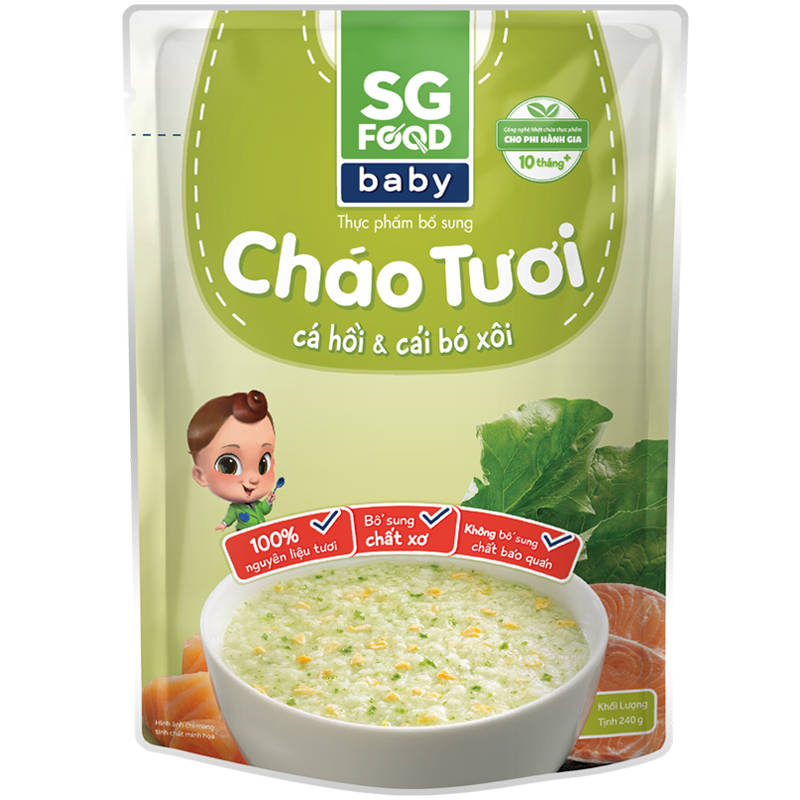 SG
FOOD
baby
Công nghệ Nhật chứa thực phẩm
CHO PHI HÀNH GIA
10 tháng+
Thực phẩm bổ sung
Cháo Tươi
cá hồi & cải bó xôi
100%
nguyên liệu tươi
Bổ sung
chất xơ
Không bổ sung
chất bảo quản
Khối Lượng
Tịnh 240 g
Hình ảnh chỉ mang
tính chất minh họa